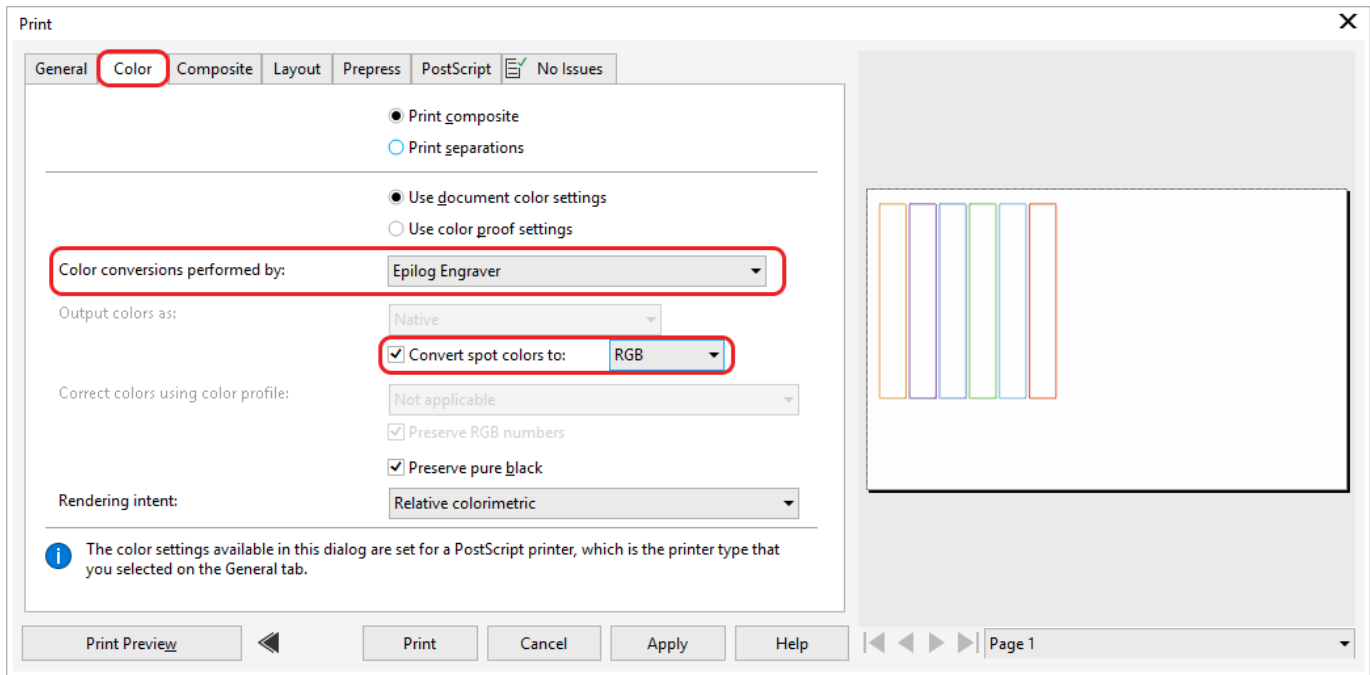 Print
General Color Composite Layout Prepress PostScript No Issues
Print composite
Print separations
Use document color settings
Use color proof settings
Color conversions performed by: Epilog Engraver
Output colors as: Native
Convert spot colors to: RGB
Correct colors using color profile: Not applicable
Preserve RGB numbers
Preserve pure black
Rendering intent: Relative colorimetric
The color settings available in this dialog are set for a PostScript printer, which is the printer type that
you selected on the General tab.
Print Preview Print Cancel Apply Help Page 1